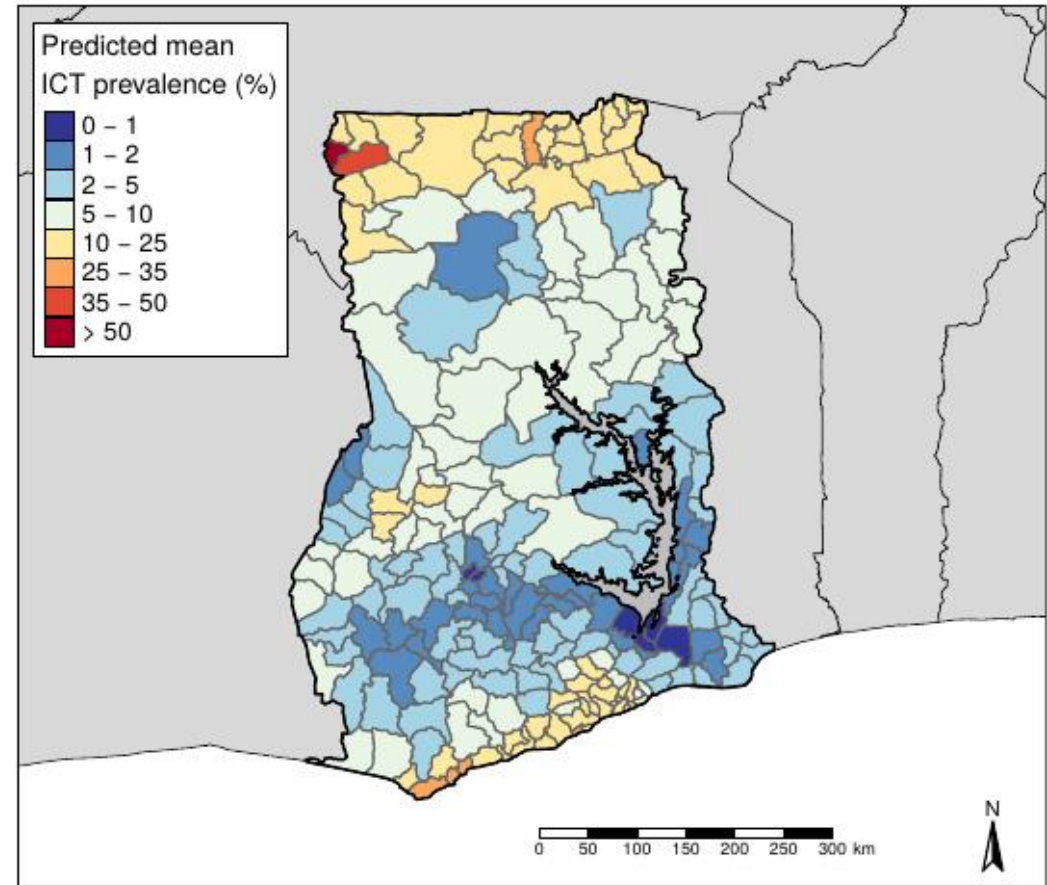 Predicted mean
ICT prevalence (%)
0 – 1
1 – 2
2 – 5
5 – 10
10 – 25
25 – 35
35 – 50
> 50
N
0 50 100 150 200 250 300 km